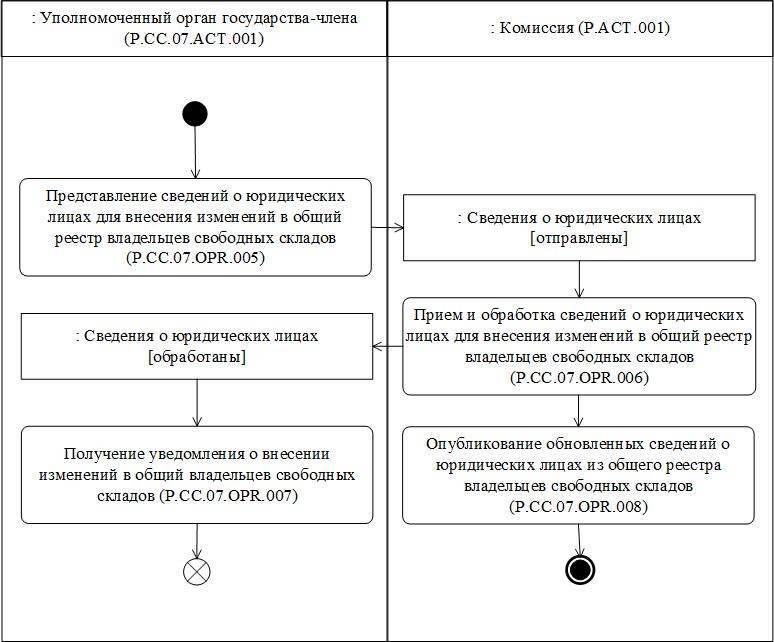 : Уполномоченный орган государства-члена
(P.CC.07.ACT.001)
: Комиссия (P.ACT.001)
Представление сведений о юридических
лицах для внесения изменений в общий
реестр владельцев свободных складов
(P.CC.07.OPR.005)
: Сведения о юридических лицах
[отправлены]
Прием и обработка сведений о юридических
лицах для внесения изменений в общий реестр
владельцев свободных складов
(P.CC.07.OPR.006)
: Сведения о юридических лицах
[обработаны]
Получение уведомления о внесении
изменений в общий владельцев свободных
складов (P.CC.07.OPR.007)
Опубликование обновленных сведений о
юридических лицах из общего реестра
владельцев свободных складов
(P.CC.07.OPR.008)